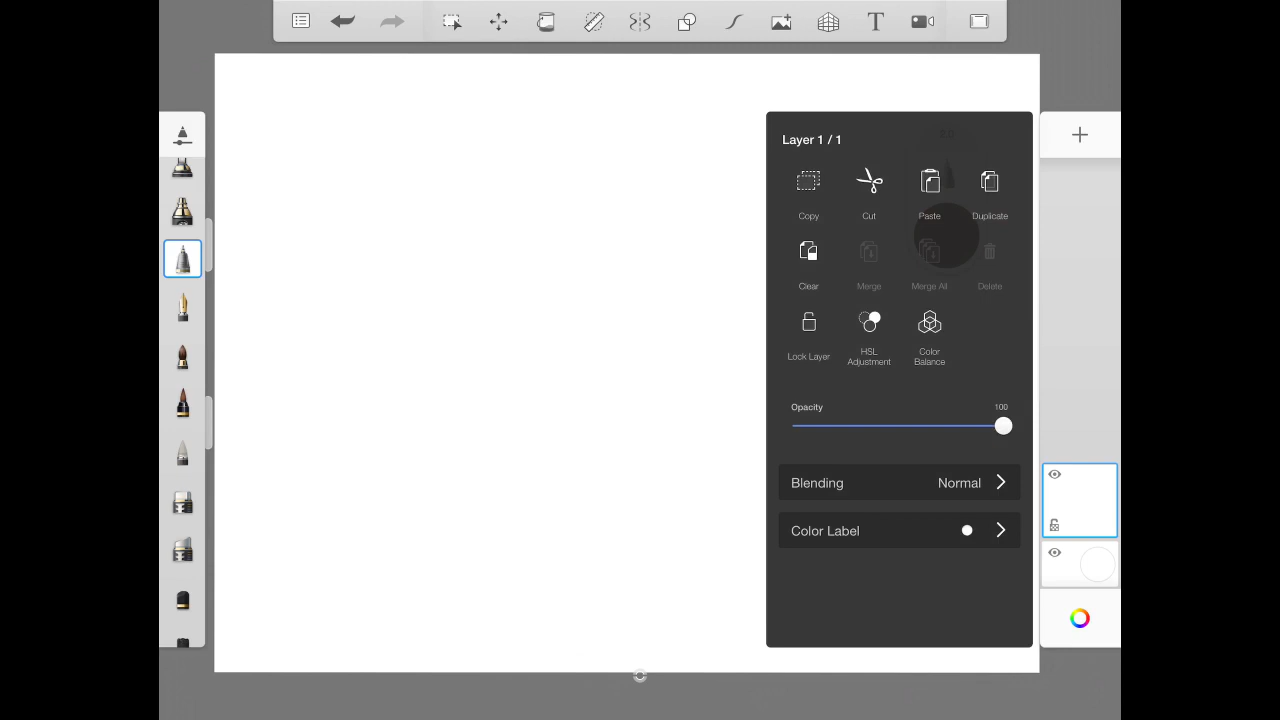 T
Layer 1 / 1
Copy Cut Paste Duplicate
Clear Merge Merge All Delete
Lock Layer HSL Adjustment Color Balance
Opacity 100
Blending Normal
Color Label